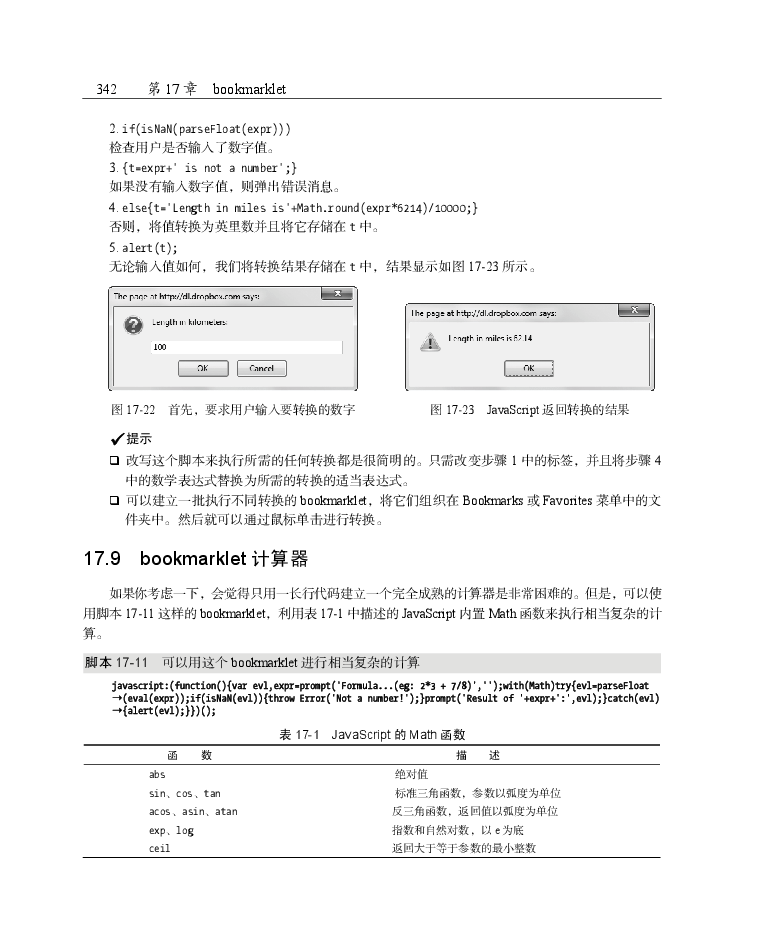 342 第 17 章 bookmarklet
2. if(isNaN(parseFloat(expr)))
检查用户是否输入了数字值。
3. {t=expr+' is not a number';}
如果没有输入数字值，则弹出错误消息。
4. else{t='Length in miles is'+Math.round(expr*6214)/10000;}
否则，将值转换为英里数并且将它存储在 t 中。
5. alert(t);
无论输入值如何，我们将转换结果存储在 t 中，结果显示如图 17-23 所示。
The page at http://dl.dropbox.com says:
Length in kilometers:
100
OK Cancel
The page at http://dl.dropbox.com says:
Length in miles is 62.14
OK
图 17-22 首先，要求用户输入要转换的数字
图 17-23 JavaScript 返回转换的结果
✓提示
❑ 改写这个脚本来执行所需的任何转换都是很简明的。只需改变步骤 1 中的标签，并且将步骤 4
中的数学表达式替换为所需的转换的适当表达式。
❑ 可以建立一批执行不同转换的 bookmarklet，将它们组织在 Bookmarks 或 Favorites 菜单中的文
件夹中。然后就可以通过鼠标单击进行转换。
17.9 bookmarklet 计算器
如果你考虑一下，会觉得只用一长行代码建立一个完全成熟的计算器是非常困难的。但是，可以使
用脚本 17-11 这样的 bookmarklet，利用表 17-1 中描述的 JavaScript 内置 Math 函数来执行相当复杂的计
算。
脚本 17-11 可以用这个 bookmarklet 进行相当复杂的计算
javascript:(function(){var evl,expr=prompt('Formula...(eg: 2*3 + 7/8)','');with(Math)try{evl=parseFloat
→(eval(expr));if(isNaN(evl)){throw Error('Not a number!');}prompt('Result of '+expr+':',evl);}catch(evl)
→{alert(evl);}})();
表 17-1 JavaScript 的 Math 函数
函 数 描 述
abs 绝对值
sin、cos、tan 标准三角函数，参数以弧度为单位
acos、asin、atan 反三角函数，返回值以弧度为单位
exp、log 指数和自然对数，以 e 为底
ceil 返回大于等于参数的最小整数